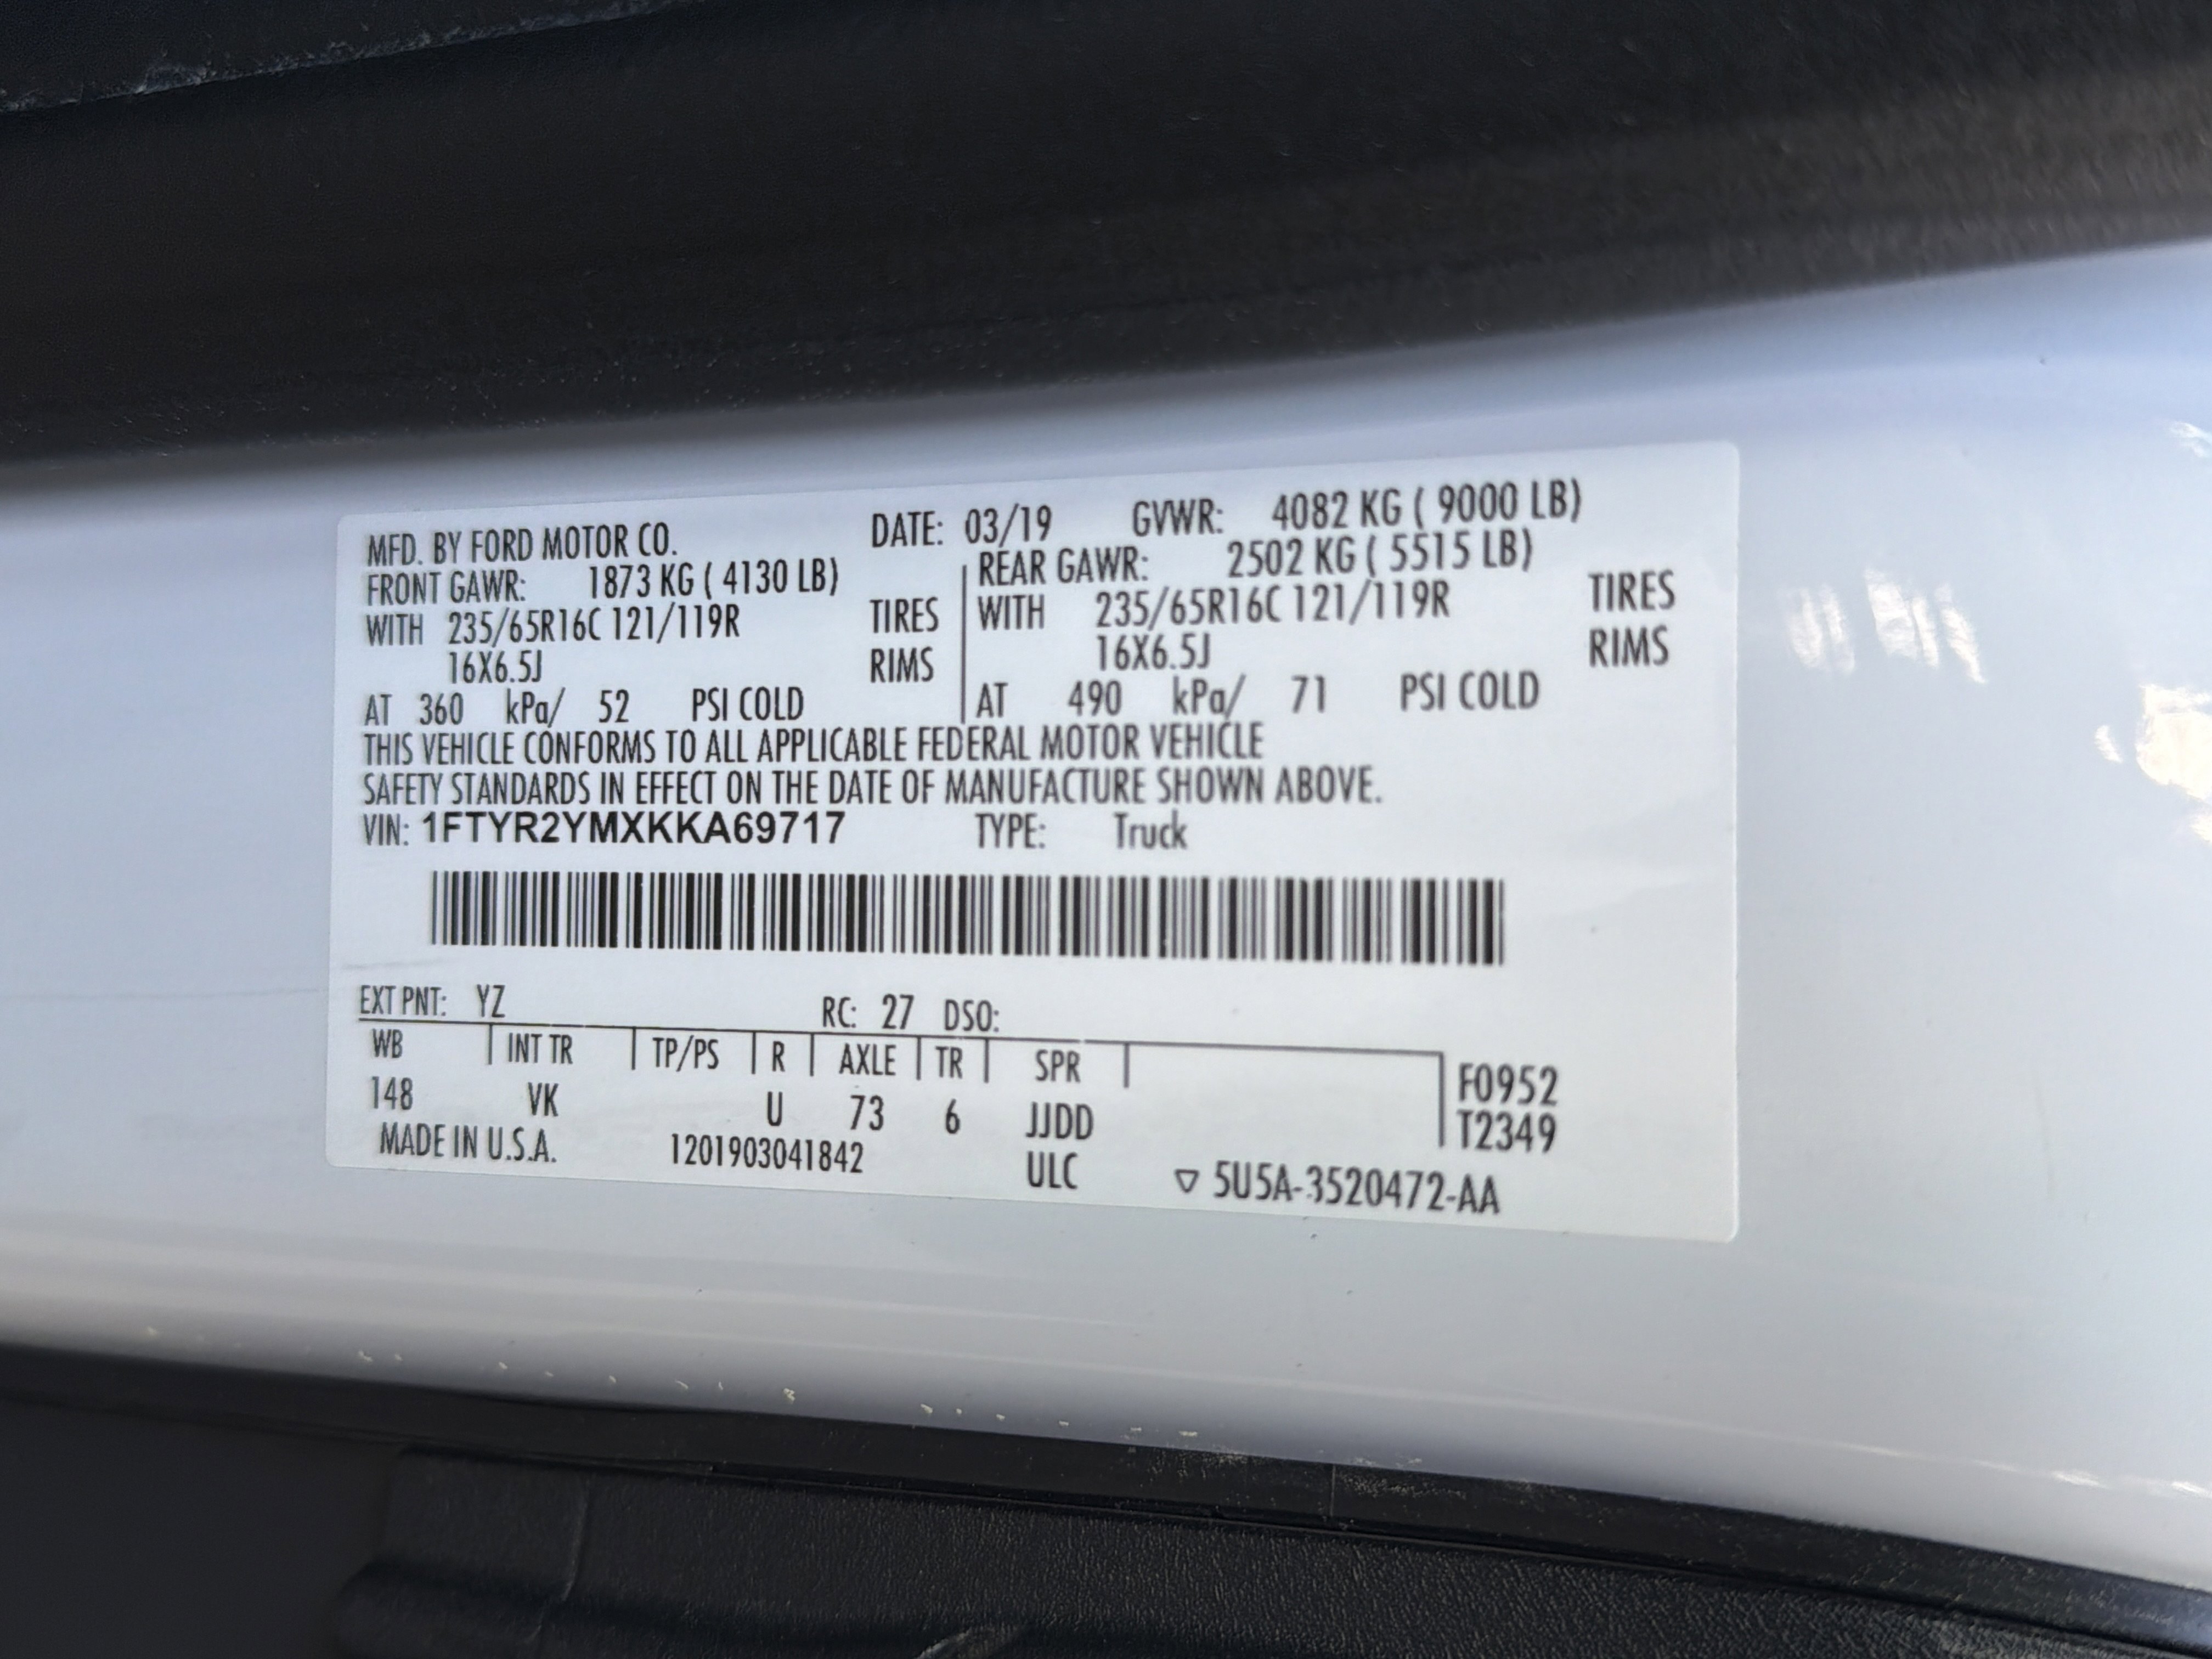 MFD. BY FORD MOTOR CO. DATE: 03/19 GVWR: 4082 KG ( 9000 LB)
FRONT GAWR: 1873 KG ( 4130 LB) REAR GAWR: 2502 KG ( 5515 LB)
WITH 235/65R16C 121/119R TIRES WITH 235/65R16C 121/119R TIRES
16X6.5J RIMS 16X6.5J RIMS
AT 360 kPa/ 52 PSI COLD AT 490 kPa/ 71 PSI COLD
THIS VEHICLE CONFORMS TO ALL APPLICABLE FEDERAL MOTOR VEHICLE
SAFETY STANDARDS IN EFFECT ON THE DATE OF MANUFACTURE SHOWN ABOVE.
VIN: 1FTYR2YMXKKA69717 TYPE: Truck
EXT PNT: YZ RC: 27 DSO:
WB INT TR TP/PS R AXLE TR SPR F0952
148 VK U 73 6 JJDD T2349
MADE IN U.S.A. 1201903041842 ULC ▽ 5U5A-3520472-AA